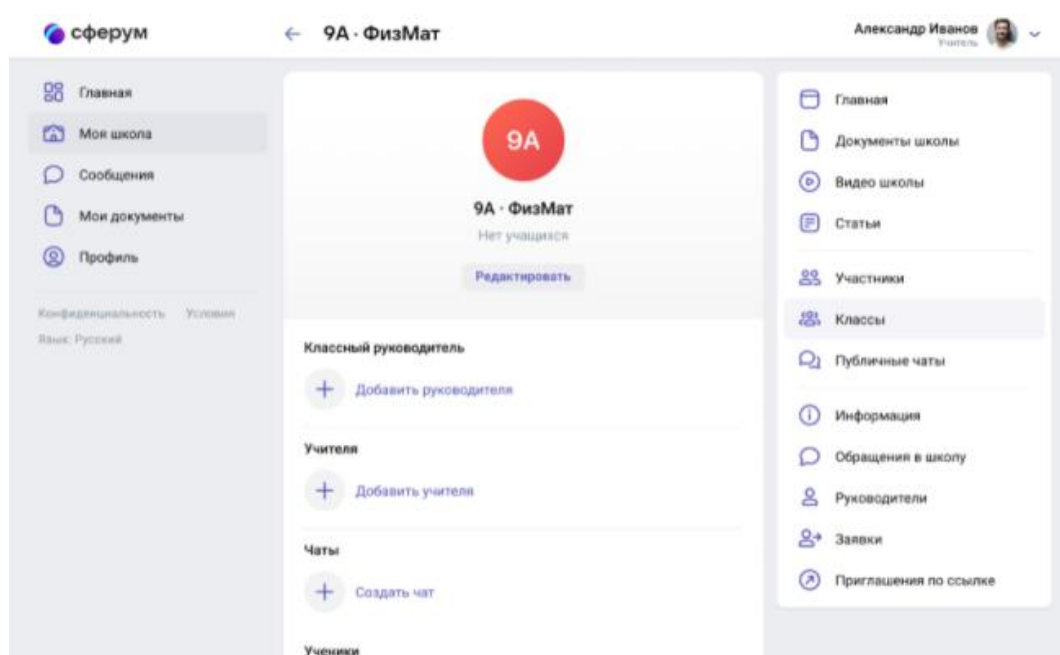 сферум
← 9А · ФизМат
Александр Иванов
Учитель
Главная
Моя школа
Сообщения
Мои документы
Профиль
Конфиденциальность Условия
Язык: Русский
9А
9А · ФизМат
Нет учащихся
Редактировать
Классный руководитель
Добавить руководителя
Учителя
Добавить учителя
Чаты
Создать чат
Ученики
Главная
Документы школы
Видео школы
Статьи
Участники
Классы
Публичные чаты
Информация
Обращения в школу
Руководители
Заявки
Приглашения по ссылке